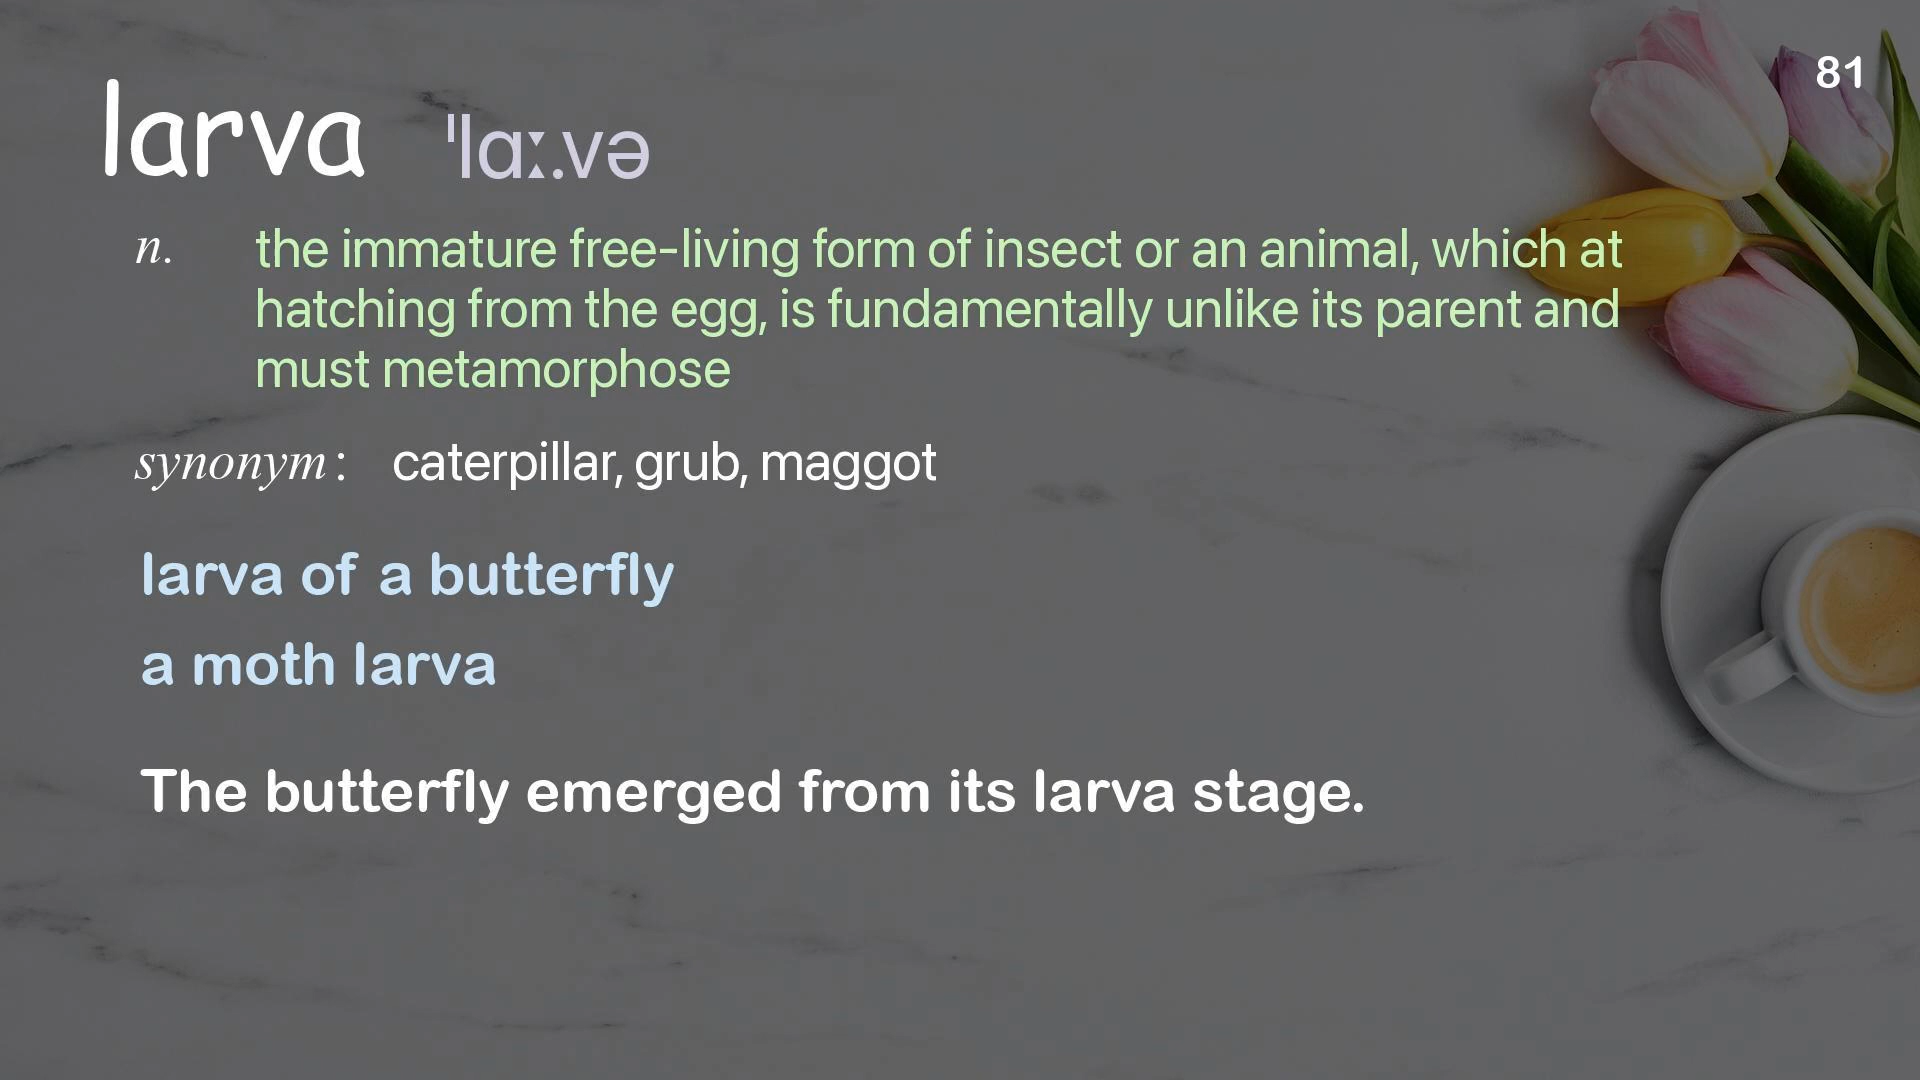 81
larva ˈlɑː.və
n. the immature free-living form of insect or an animal, which at
hatching from the egg, is fundamentally unlike its parent and
must metamorphose
synonym : caterpillar, grub, maggot
larva of a butterfly
a moth larva
The butterfly emerged from its larva stage.